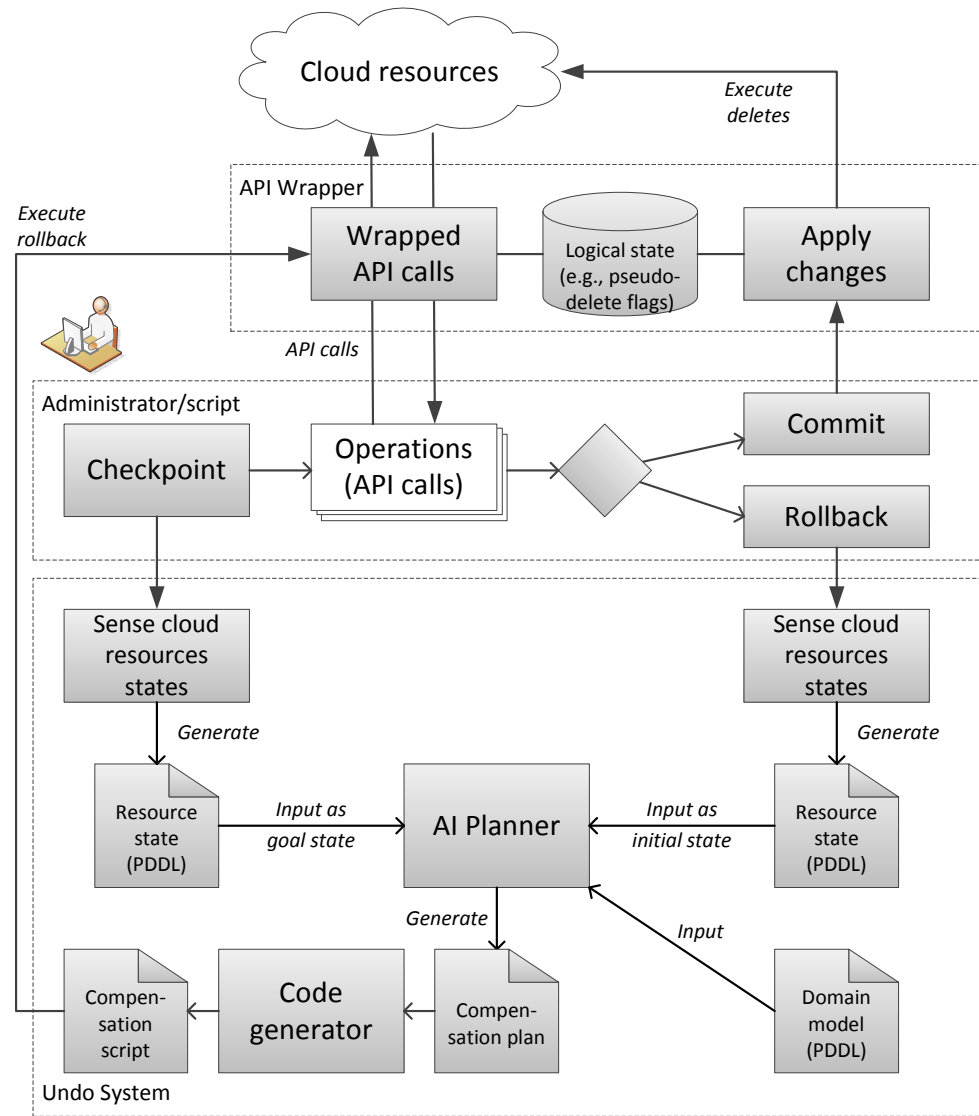 Cloud resources
Execute
deletes
API Wrapper
Execute
rollback
Wrapped
API calls
Logical state
(e.g., pseudo-
delete flags)
Apply
changes
API calls
Administrator/script
Checkpoint
Operations
(API calls)
Commit
Rollback
Sense cloud
resources
states
Sense cloud
resources
states
Generate
Generate
Resource
state
(PDDL)
Input as
goal state
AI Planner
Input as
initial state
Resource
state
(PDDL)
Generate
Input
Compen-
sation
script
Code
generator
Compen-
sation plan
Domain
model
(PDDL)
Undo System